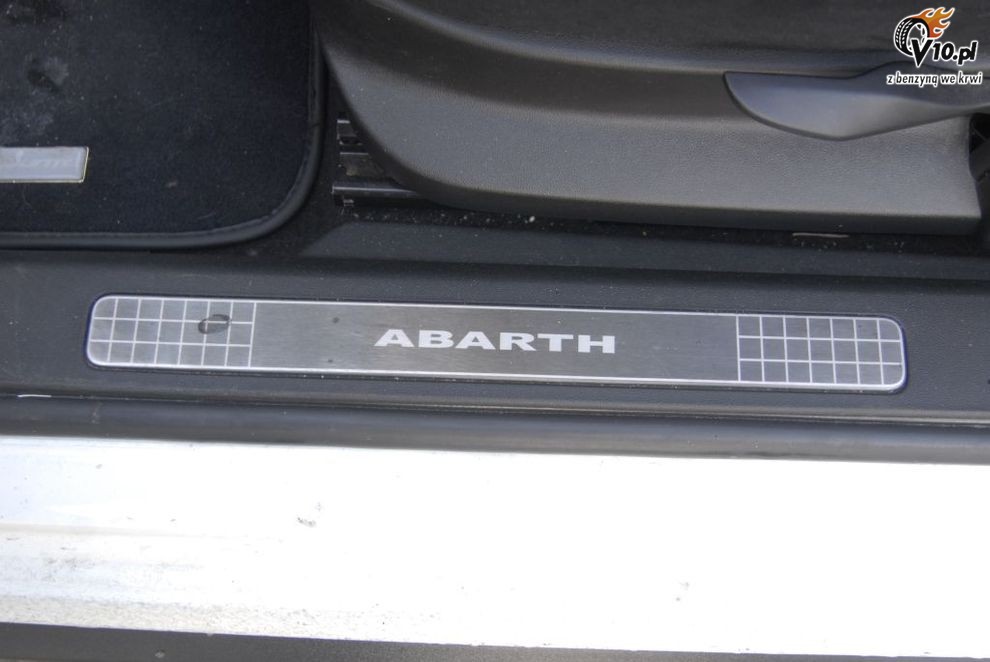 V10.pl
z benzyną we krwi
ABARTH